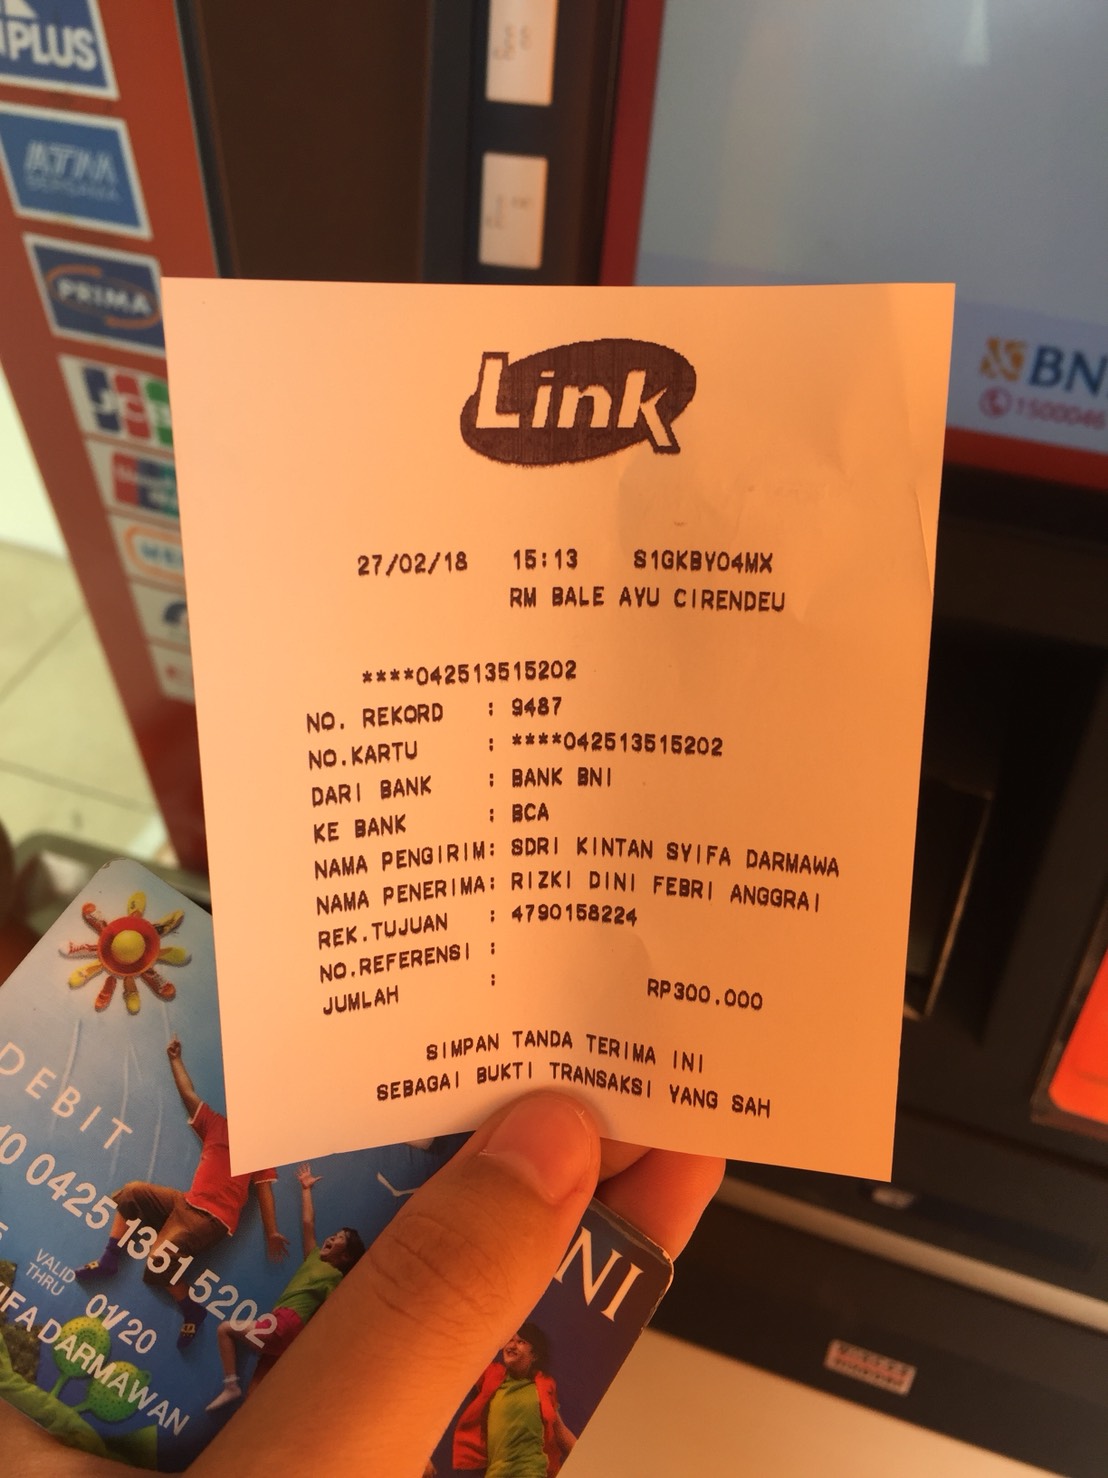 PLUS
ATM
BERSAMA
PRIMA
BNI
1500046
Link
27/02/18 15:13 S1GKBY04MX
RM BALE AYU CIRENDEU
****042513515202
NO. REKORD : 9487
NO.KARTU : ****042513515202
DARI BANK : BANK BNI
KE BANK : BCA
NAMA PENGIRIM: SDRI KINTAN SYIFA DARMAWA
NAMA PENERIMA: RIZKI DINI FEBRI ANGGRAI
REK.TUJUAN : 4790158224
NO.REFERENSI :
JUMLAH : RP300.000
SIMPAN TANDA TERIMA INI
SEBAGAI BUKTI TRANSAKSI YANG SAH
DEBIT
10 0425 1351 5202
VALID
THRU 01/20
IFA DARMAWAN
NI